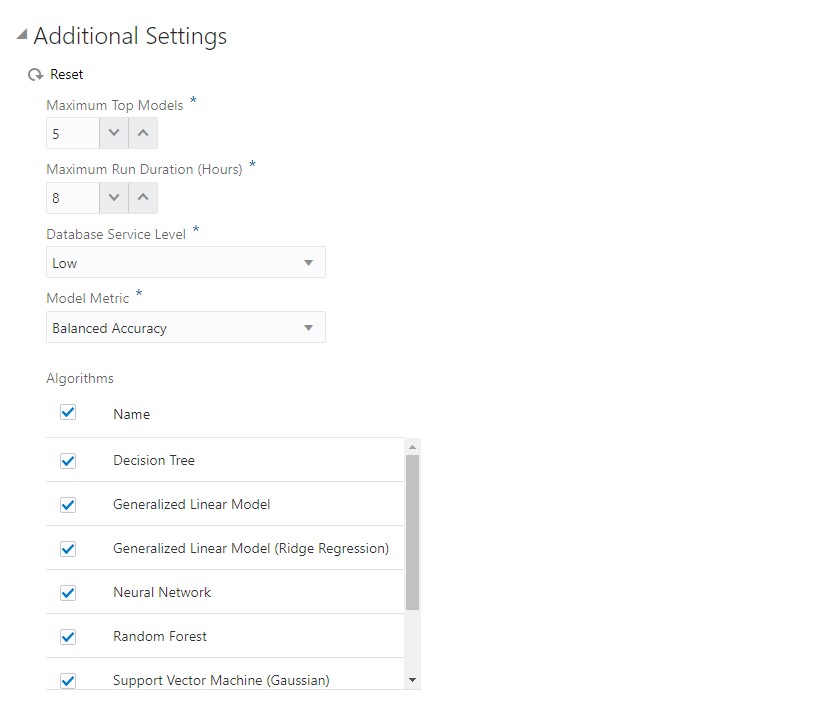 Additional Settings
Reset
Maximum Top Models *
5
Maximum Run Duration (Hours) *
8
Database Service Level *
Low
Model Metric *
Balanced Accuracy
Algorithms
Name
Decision Tree
Generalized Linear Model
Generalized Linear Model (Ridge Regression)
Neural Network
Random Forest
Support Vector Machine (Gaussian)